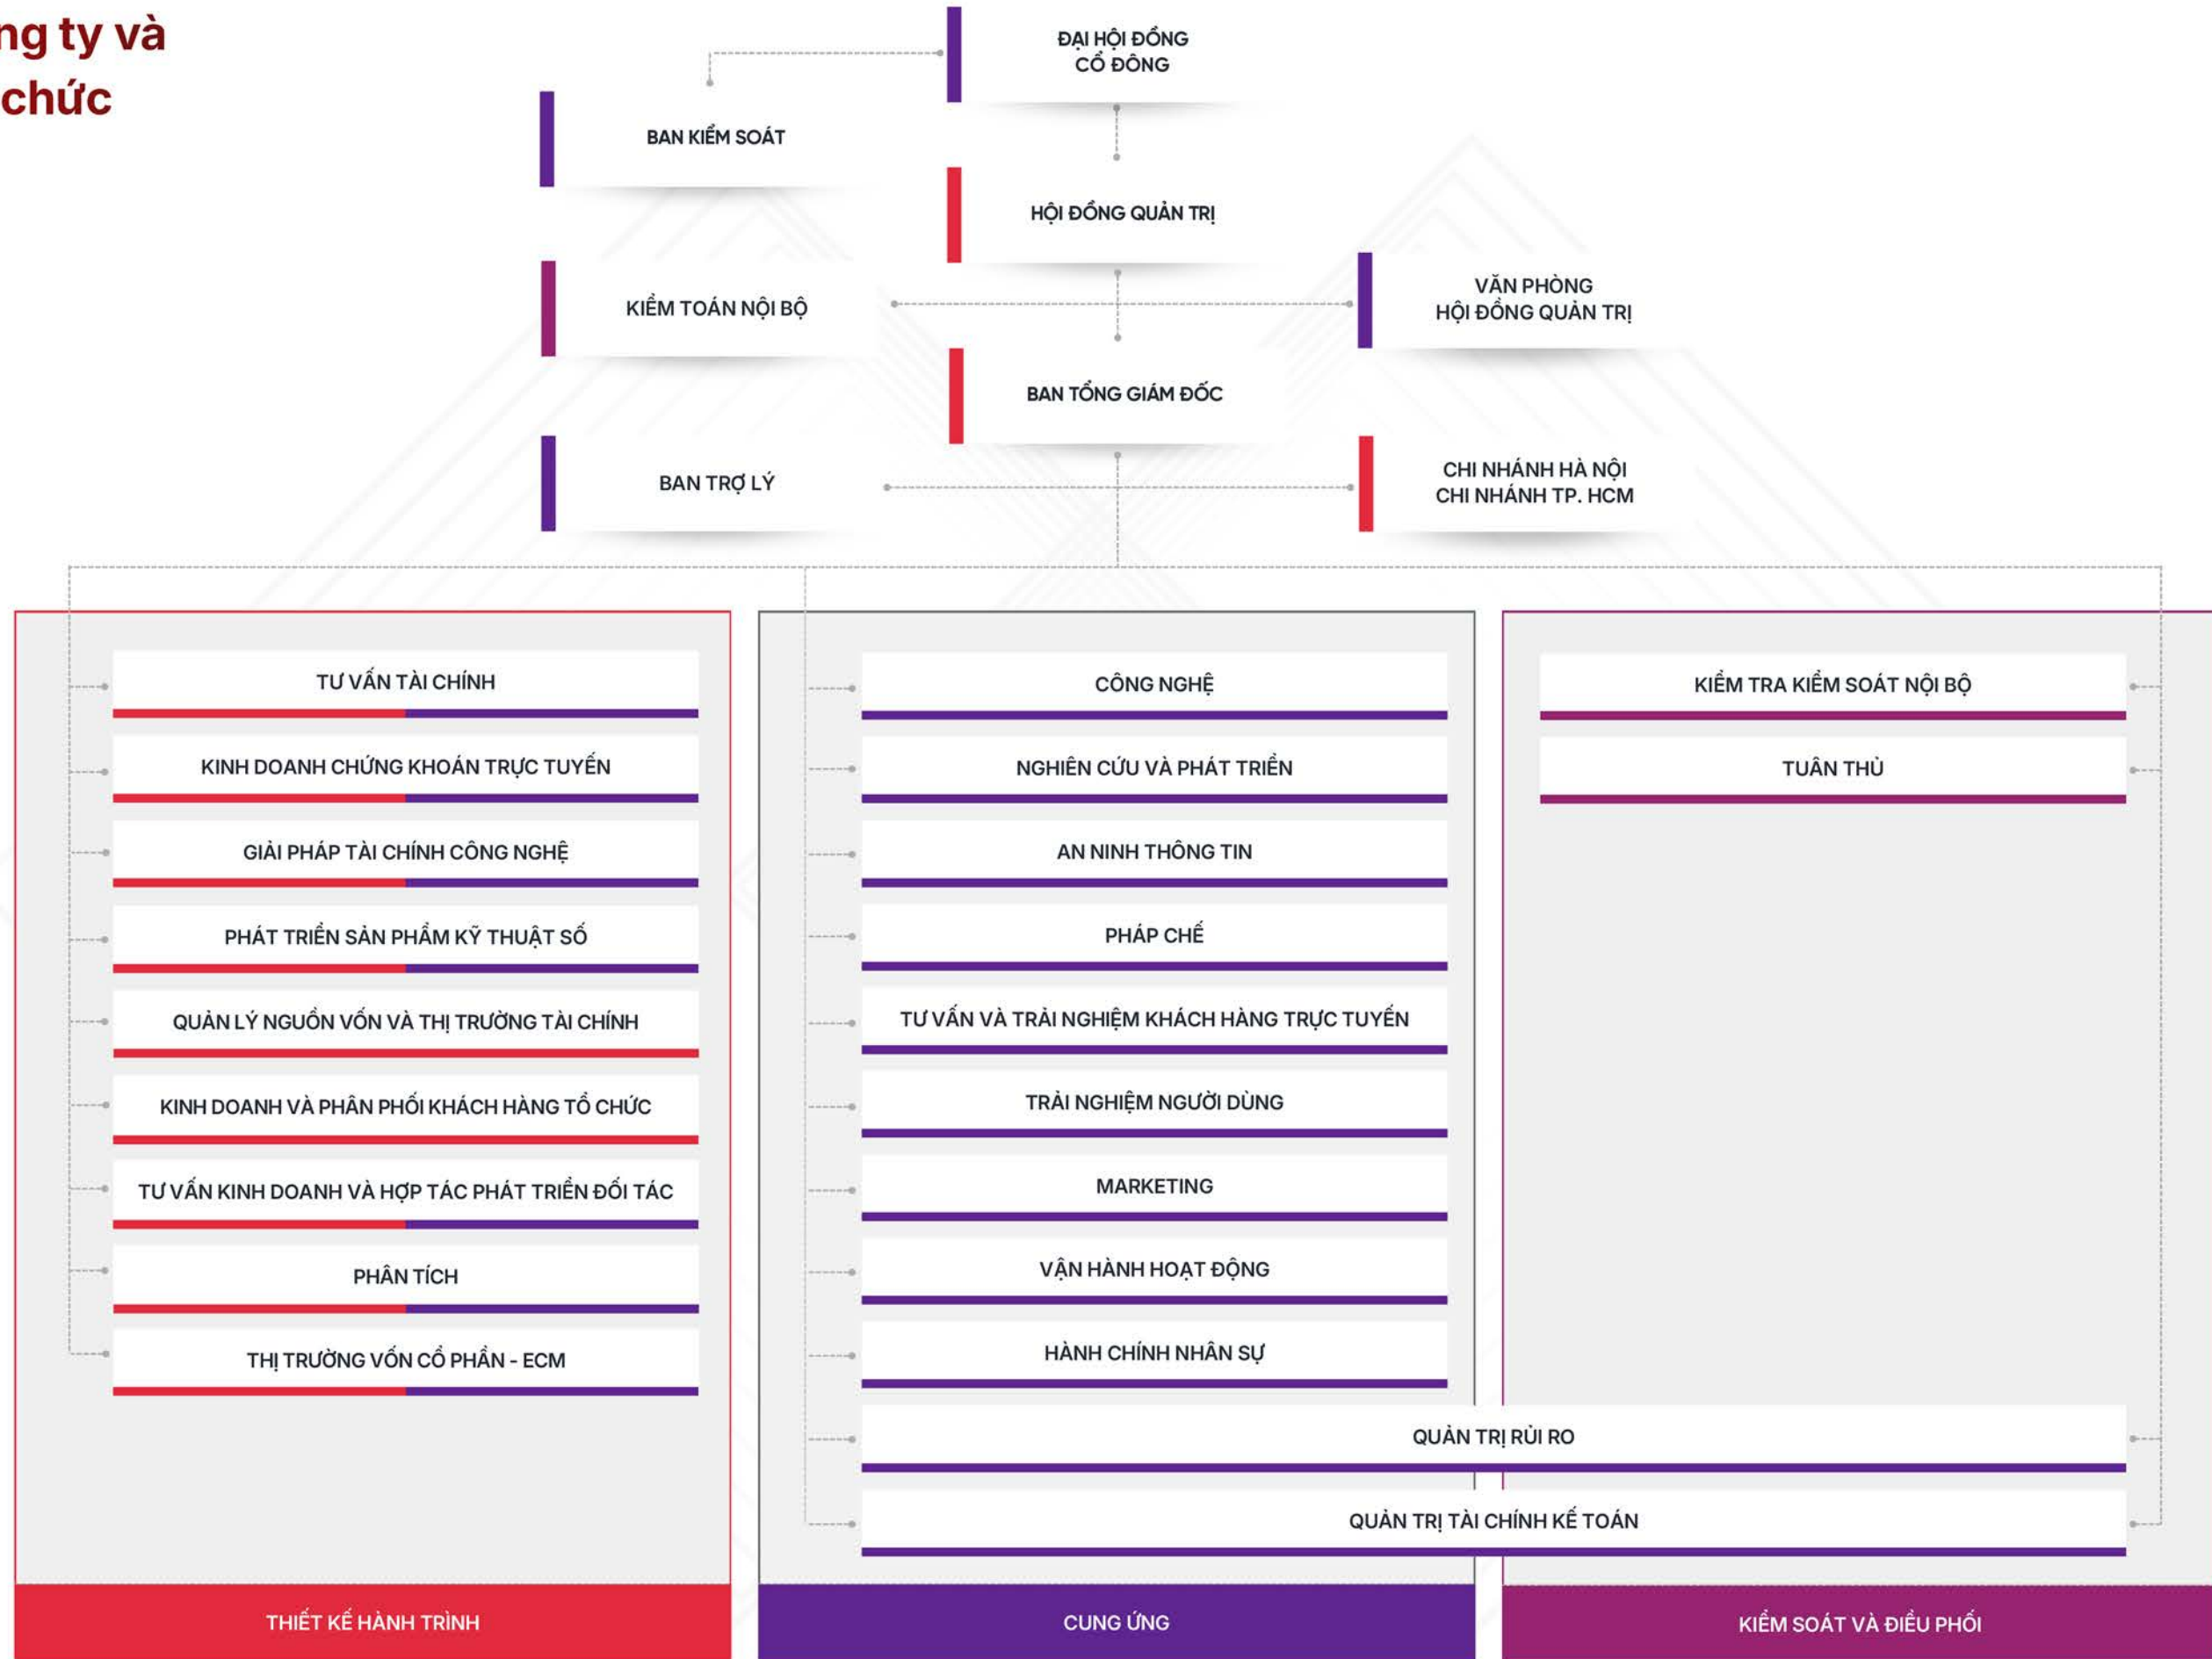 ng ty và
chức
ĐẠI HỘI ĐỒNG
CỔ ĐÔNG
BAN KIỂM SOÁT
HỘI ĐỒNG QUẢN TRỊ
KIỂM TOÁN NỘI BỘ
VĂN PHÒNG
HỘI ĐỒNG QUẢN TRỊ
BAN TỔNG GIÁM ĐỐC
BAN TRỢ LÝ
CHI NHÁNH HÀ NỘI
CHI NHÁNH TP. HCM
TƯ VẤN TÀI CHÍNH
KINH DOANH CHỨNG KHOÁN TRỰC TUYẾN
GIẢI PHÁP TÀI CHÍNH CÔNG NGHỆ
PHÁT TRIỂN SẢN PHẨM KỸ THUẬT SỐ
QUẢN LÝ NGUỒN VỐN VÀ THỊ TRƯỜNG TÀI CHÍNH
KINH DOANH VÀ PHÂN PHỐI KHÁCH HÀNG TỔ CHỨC
TƯ VẤN KINH DOANH VÀ HỢP TÁC PHÁT TRIỂN ĐỐI TÁC
PHÂN TÍCH
THỊ TRƯỜNG VỐN CỔ PHẦN - ECM
THIẾT KẾ HÀNH TRÌNH
CÔNG NGHỆ
NGHIÊN CỨU VÀ PHÁT TRIỂN
AN NINH THÔNG TIN
PHÁP CHẾ
TƯ VẤN VÀ TRẢI NGHIỆM KHÁCH HÀNG TRỰC TUYẾN
TRẢI NGHIỆM NGƯỜI DÙNG
MARKETING
VẬN HÀNH HOẠT ĐỘNG
HÀNH CHÍNH NHÂN SỰ
QUẢN TRỊ RỦI RO
QUẢN TRỊ TÀI CHÍNH KẾ TOÁN
CUNG ỨNG
KIỂM TRA KIỂM SOÁT NỘI BỘ
TUÂN THỦ
KIỂM SOÁT VÀ ĐIỀU PHỐI